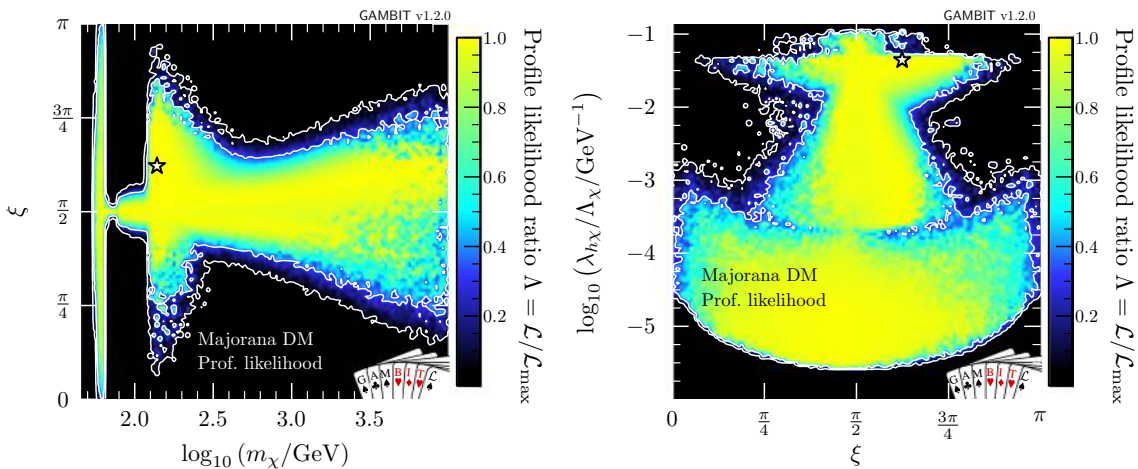 GAMBIT v1.2.0
π
3π
4
π
2
π
4
0
ξ
2.0
2.5
3.0
3.5
log10 (mχ/GeV)
Majorana DM
Prof. likelihood
G A M B I T L
1.0
0.8
0.6
0.4
0.2
Profile likelihood ratio Λ = L/Lmax
GAMBIT v1.2.0
−1
−2
−3
−4
−5
log10 (λhχ/Λχ/GeV−1)
Majorana DM
Prof. likelihood
G A M B I T L
0
π
4
π
2
3π
4
π
ξ
1.0
0.8
0.6
0.4
0.2
Profile likelihood ratio Λ = L/Lmax